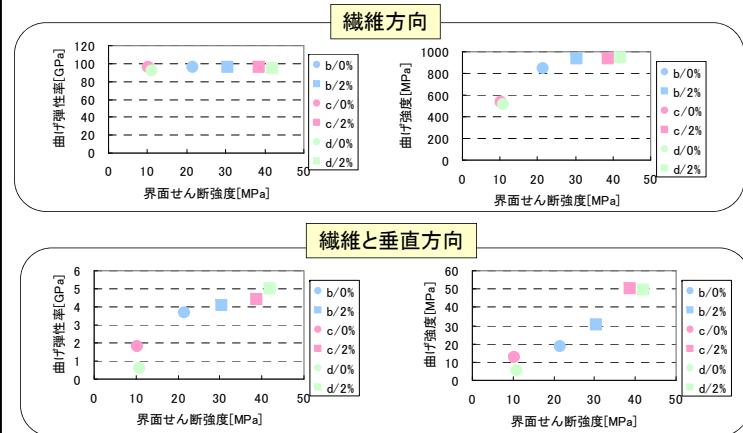 繊維方向
曲げ弾性率[GPa]
120
100
80
60
40
20
0
0 10 20 30 40 50
界面せん断強度[MPa]
b/0%
b/2%
c/0%
c/2%
d/0%
d/2%
曲げ強度[MPa]
1000
800
600
400
200
0
0 10 20 30 40 50
界面せん断強度[MPa]
b/0%
b/2%
c/0%
c/2%
d/0%
d/2%
繊維と垂直方向
曲げ弾性率[GPa]
6
5
4
3
2
1
0
0 10 20 30 40 50
界面せん断強度[MPa]
b/0%
b/2%
c/0%
c/2%
d/0%
d/2%
曲げ強度[MPa]
60
50
40
30
20
10
0
0 10 20 30 40 50
界面せん断強度[MPa]
b/0%
b/2%
c/0%
c/2%
d/0%
d/2%